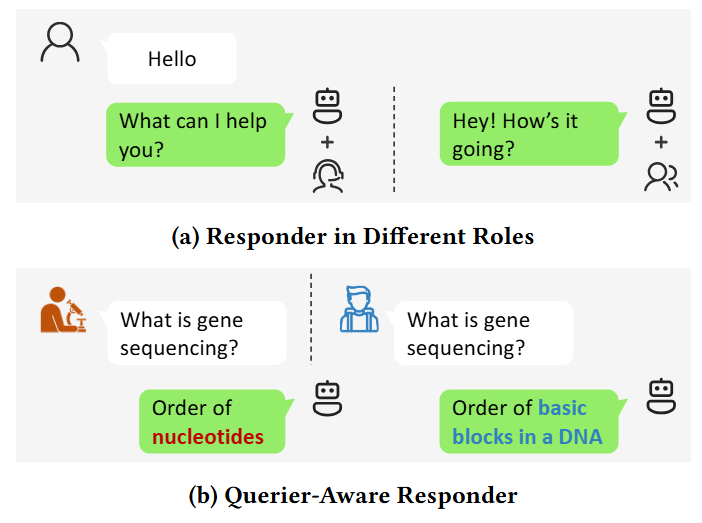 Hello
What can I help
you?
Hey! How's it
going?
(a) Responder in Different Roles
What is gene
sequencing?
What is gene
sequencing?
Order of
nucleotides
Order of basic
blocks in a DNA
(b) Querier-Aware Responder